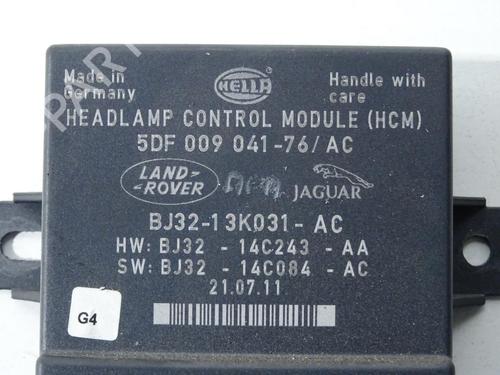 Made in
Germany
HELLA
Handle with
care
HEADLAMP CONTROL MODULE (HCM)
5DF 009 041-76/AC
LAND
ROVER
JAGUAR
BJ32-13K031-AC
HW: BJ32 - 14C243 - AA
SW: BJ32 - 14C084 - AC
21.07.11
G4